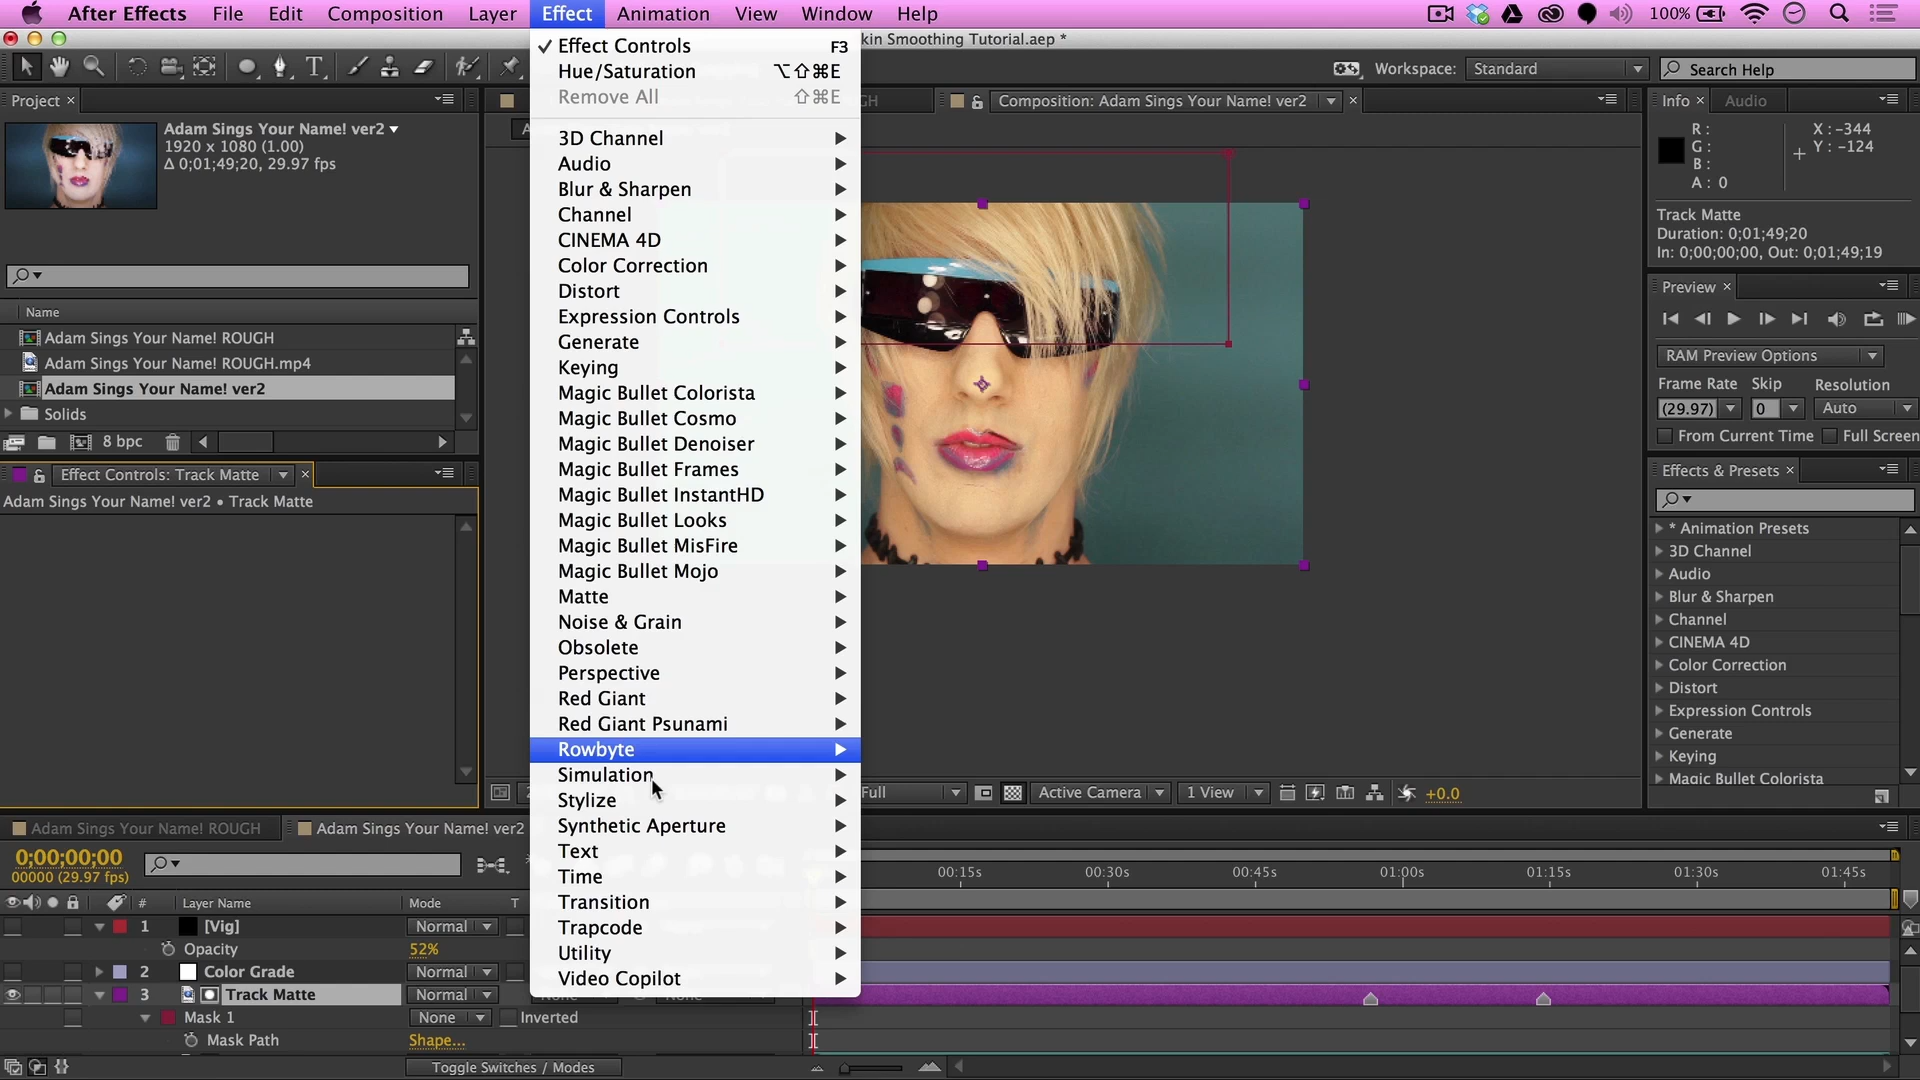 After Effects File Edit Composition Layer Effect Animation View Window Help 100%
kin Smoothing Tutorial.aep *
Workspace: Standard Search Help
Project ×
Adam Sings Your Name! ver2
1920 x 1080 (1.00)
Δ 0;01;49;20, 29.97 fps
Name
Adam Sings Your Name! ROUGH
Adam Sings Your Name! ROUGH.mp4
Adam Sings Your Name! ver2
Solids
8 bpc
Effect Controls: Track Matte ×
Adam Sings Your Name! ver2 • Track Matte
Effect Controls F3
Hue/Saturation ⌥⇧⌘E
Remove All ⇧⌘E
3D Channel
Audio
Blur & Sharpen
Channel
CINEMA 4D
Color Correction
Distort
Expression Controls
Generate
Keying
Magic Bullet Colorista
Magic Bullet Cosmo
Magic Bullet Denoiser
Magic Bullet Frames
Magic Bullet InstantHD
Magic Bullet Looks
Magic Bullet MisFire
Magic Bullet Mojo
Matte
Noise & Grain
Obsolete
Perspective
Red Giant
Red Giant Psunami
Rowbyte
Simulation
Stylize
Synthetic Aperture
Text
Time
Transition
Trapcode
Utility
Video Copilot
Composition: Adam Sings Your Name! ver2 ×
Full Active Camera 1 View +0.0
Info × Audio
R : X : -344
G : Y : -124
B :
A : 0
Track Matte
Duration: 0;01;49;20
In: 0;00;00;00, Out: 0;01;49;19
Preview ×
RAM Preview Options
Frame Rate Skip Resolution
(29.97) 0 Auto
From Current Time Full Screen
Effects & Presets ×
* Animation Presets
3D Channel
Audio
Blur & Sharpen
Channel
CINEMA 4D
Color Correction
Distort
Expression Controls
Generate
Keying
Magic Bullet Colorista
Adam Sings Your Name! ROUGH Adam Sings Your Name! ver2
0;00;00;00
00000 (29.97 fps)
00:15s 00:30s 00:45s 01:00s 01:15s 01:30s 01:45s
# Layer Name Mode T
1 [Vig] Normal
Opacity 52%
2 Color Grade Normal
3 Track Matte Normal
Mask 1 None Inverted
Mask Path Shape...
Toggle Switches / Modes